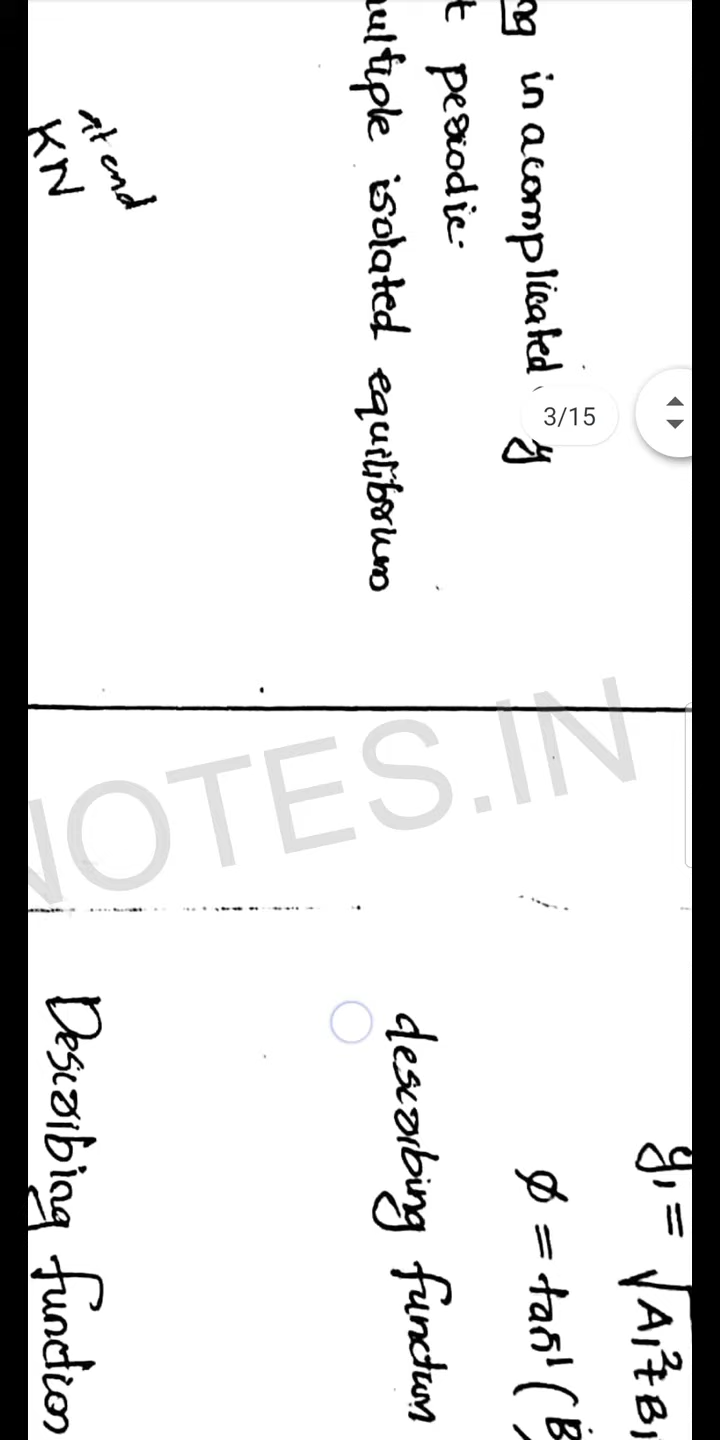 ng in a complicated y
t periodic.
multiple isolated equilibrium
at end
KN
3/15
NOTES.IN
y₁ = √A₁²+B₁
φ = tan⁻¹(B
describing function
Describing function